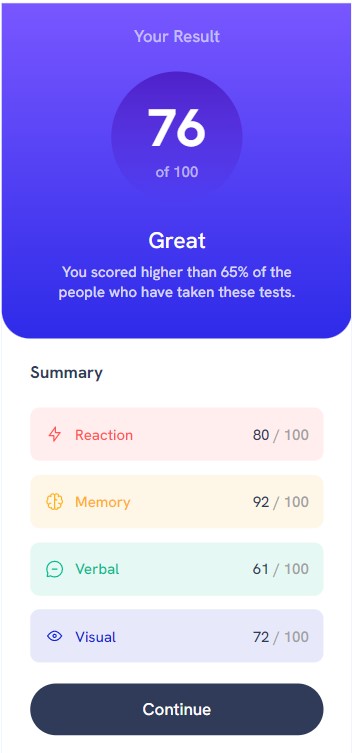 Your Result
76
of 100
Great
You scored higher than 65% of the
people who have taken these tests.
Summary
Reaction 80 / 100
Memory 92 / 100
Verbal 61 / 100
Visual 72 / 100
Continue